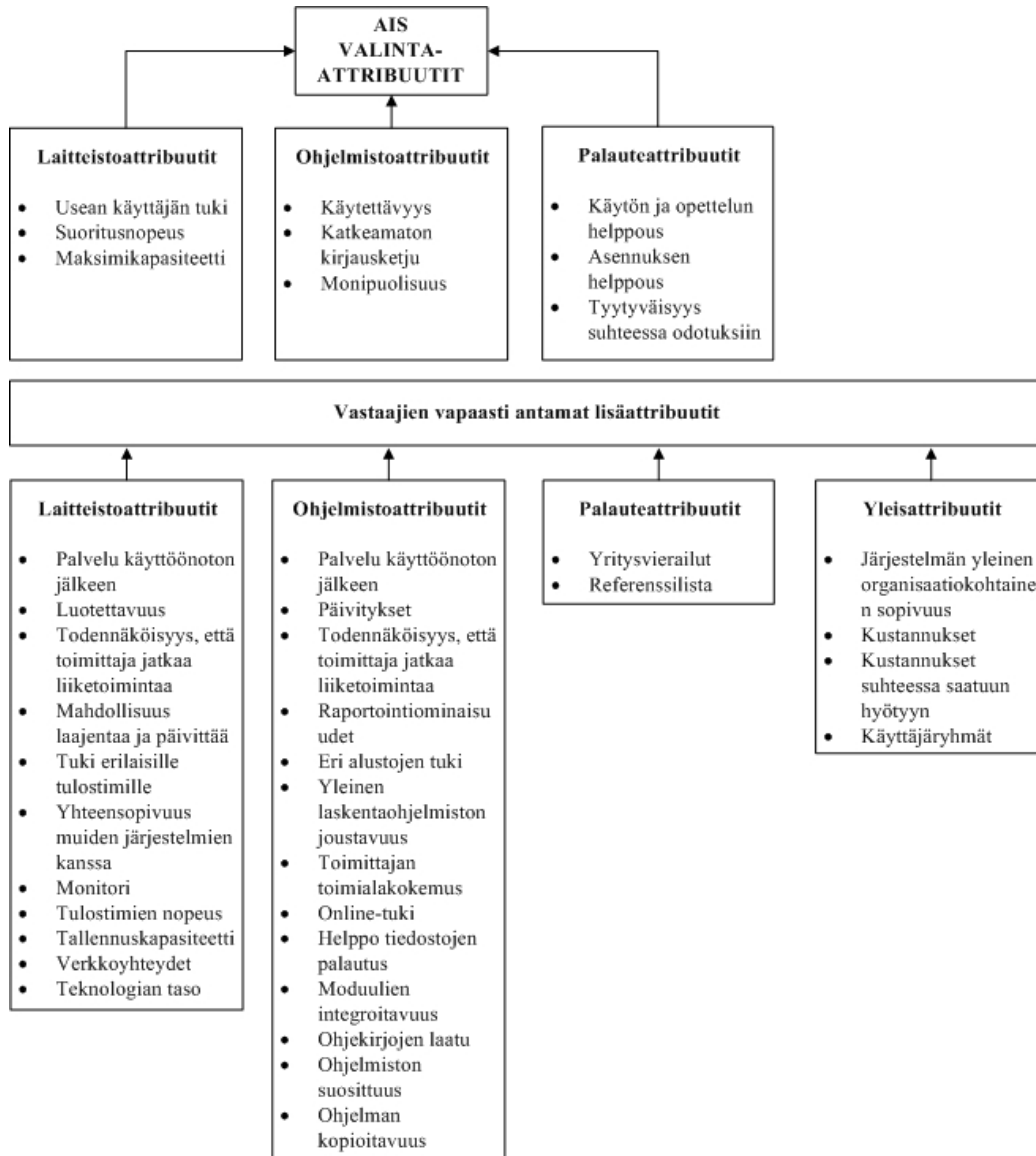 AIS
VALINTA-
ATTRIBUUTIT
Laitteistoattribuutit
• Usean käyttäjän tuki
• Suoritusnopeus
• Maksimikapasiteetti
Ohjelmistoattribuutit
• Käytettävyys
• Katkeamaton
kirjausketju
• Monipuolisuus
Palauteattribuutit
• Käytön ja opettelun
helppous
• Asennuksen
helppous
• Tyytyväisyys
suhteessa odotuksiin
Vastaajien vapaasti antamat lisäattribuutit
Laitteistoattribuutit
• Palvelu käyttöönoton
jälkeen
• Luotettavuus
• Todennäköisyys, että
toimittaja jatkaa
liiketoimintaa
• Mahdollisuus
laajentaa ja päivittää
• Tuki erilaisille
tulostimille
• Yhteensopivuus
muiden järjestelmien
kanssa
• Monitori
• Tulostimien nopeus
• Tallennuskapasiteetti
• Verkkoyhteydet
• Teknologian taso
Ohjelmistoattribuutit
• Palvelu käyttöönoton
jälkeen
• Päivitykset
• Todennäköisyys, että
toimittaja jatkaa
liiketoimintaa
• Raportointiominaisu
udet
• Eri alustojen tuki
• Yleinen
laskentaohjelmiston
joustavuus
• Toimittajan
toimialakokemus
• Online-tuki
• Helppo tiedostojen
palautus
• Moduulien
integroitavuus
• Ohjekirjojen laatu
• Ohjelmiston
suosittuus
• Ohjelman
kopioitavuus
Palauteattribuutit
• Yritysvierailut
• Referenssilista
Yleisattribuutit
• Järjestelmän yleinen
organisaatiokohtaine
n sopivuus
• Kustannukset
• Kustannukset
suhteessa saatuun
hyötyyn
• Käyttäjäryhmät